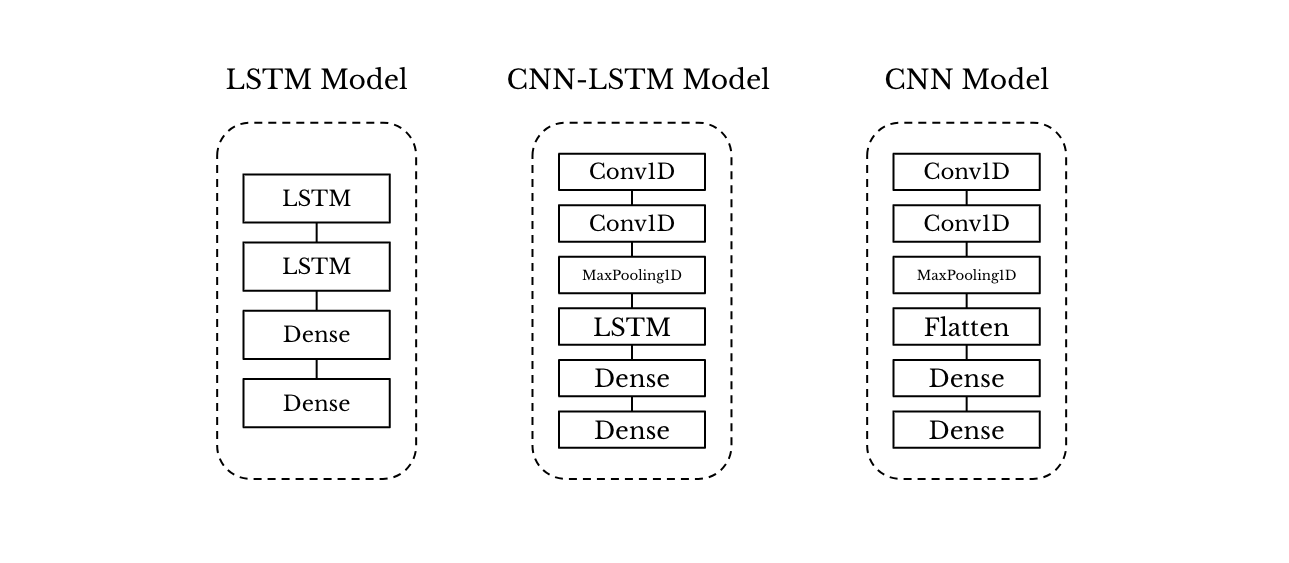 LSTM Model
LSTM
LSTM
Dense
Dense
CNN-LSTM Model
Conv1D
Conv1D
MaxPooling1D
LSTM
Dense
Dense
CNN Model
Conv1D
Conv1D
MaxPooling1D
Flatten
Dense
Dense